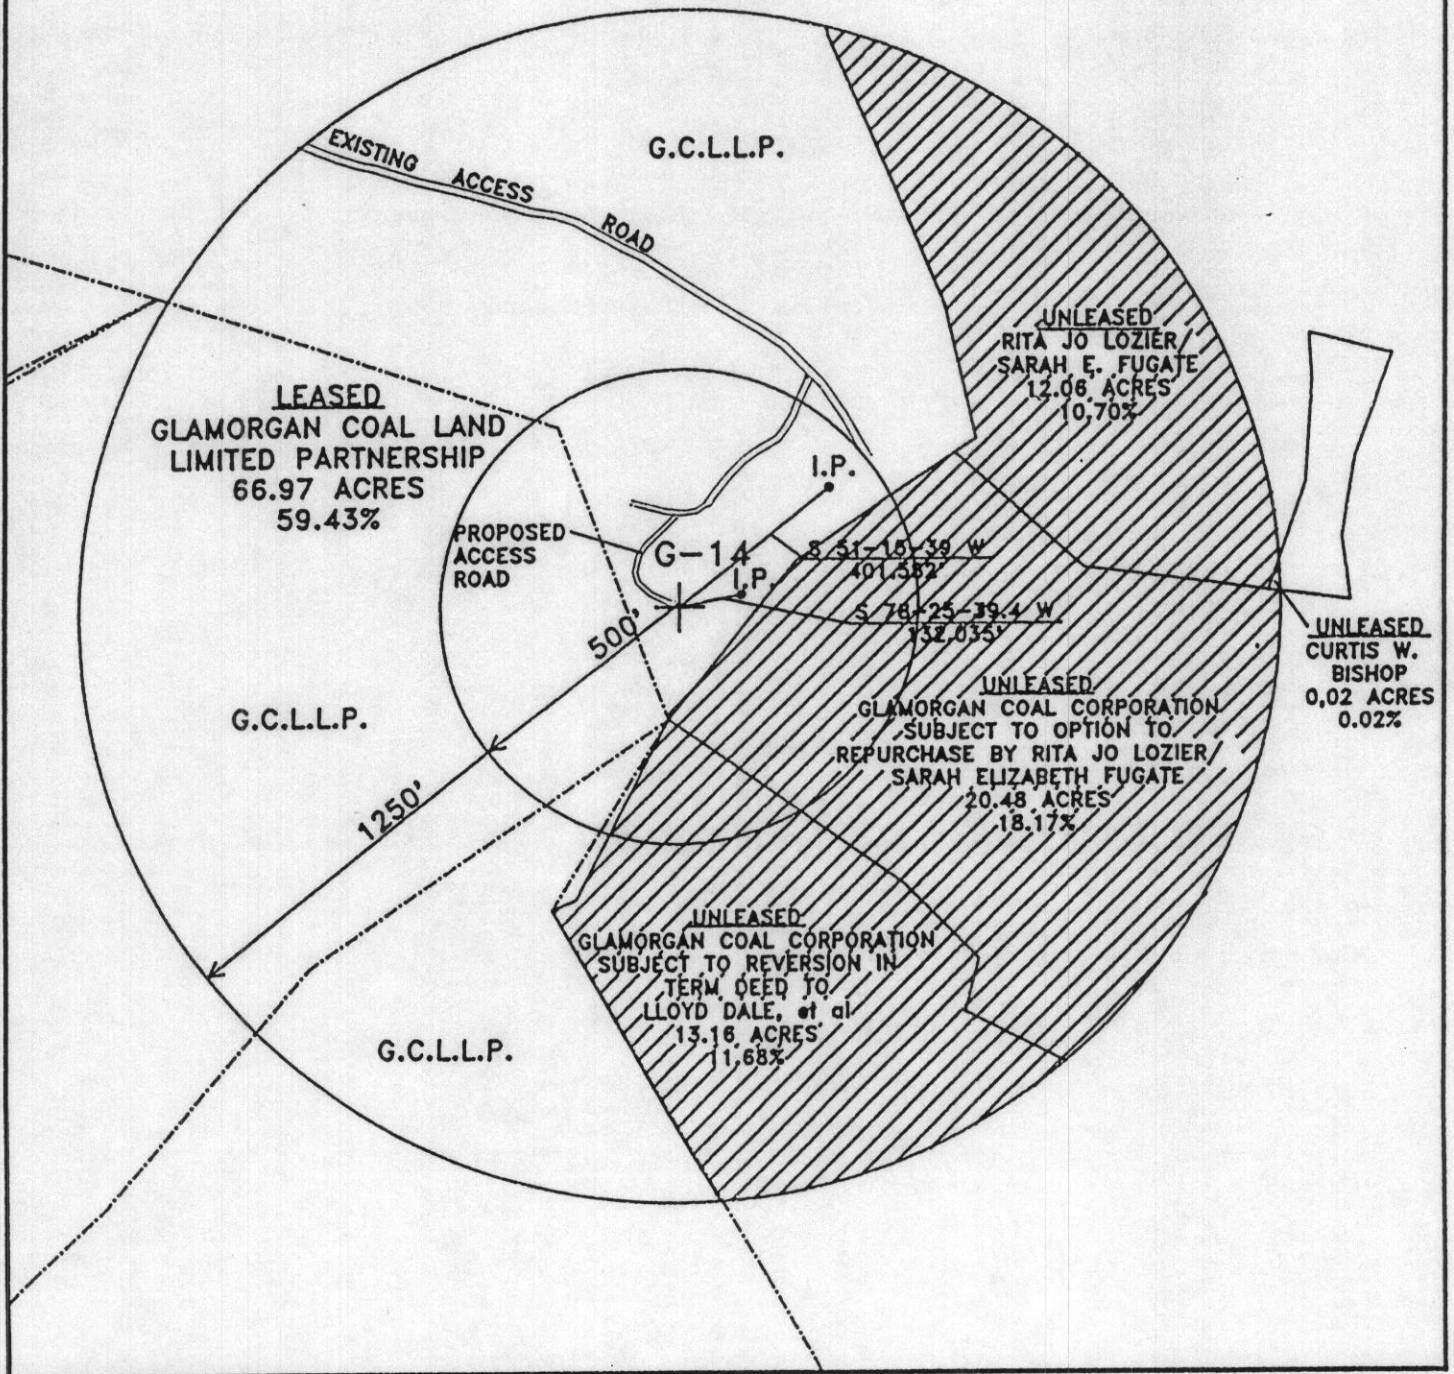 G.C.L.L.P.
EXISTING ACCESS ROAD
UNLEASED
RITA JO LOZIER/
SARAH E. FUGATE
12.06 ACRES
10.70%
LEASED
GLAMORGAN COAL LAND
LIMITED PARTNERSHIP
66.97 ACRES
59.43%
I.P.
PROPOSED
ACCESS
ROAD
G-14
S 51-15-39 W
401.582'
I.P.
S 78-25-39.4 W
132.035'
500'
UNLEASED
CURTIS W.
BISHOP
0.02 ACRES
0.02%
UNLEASED
GLAMORGAN COAL CORPORATION
SUBJECT TO OPTION TO
REPURCHASE BY RITA JO LOZIER/
SARAH ELIZABETH FUGATE
20.48 ACRES
18.17%
G.C.L.L.P.
1250'
UNLEASED
GLAMORGAN COAL CORPORATION
SUBJECT TO REVERSION IN
TERM DEED TO
LLOYD DALE, et al
13.16 ACRES
11.68%
G.C.L.L.P.